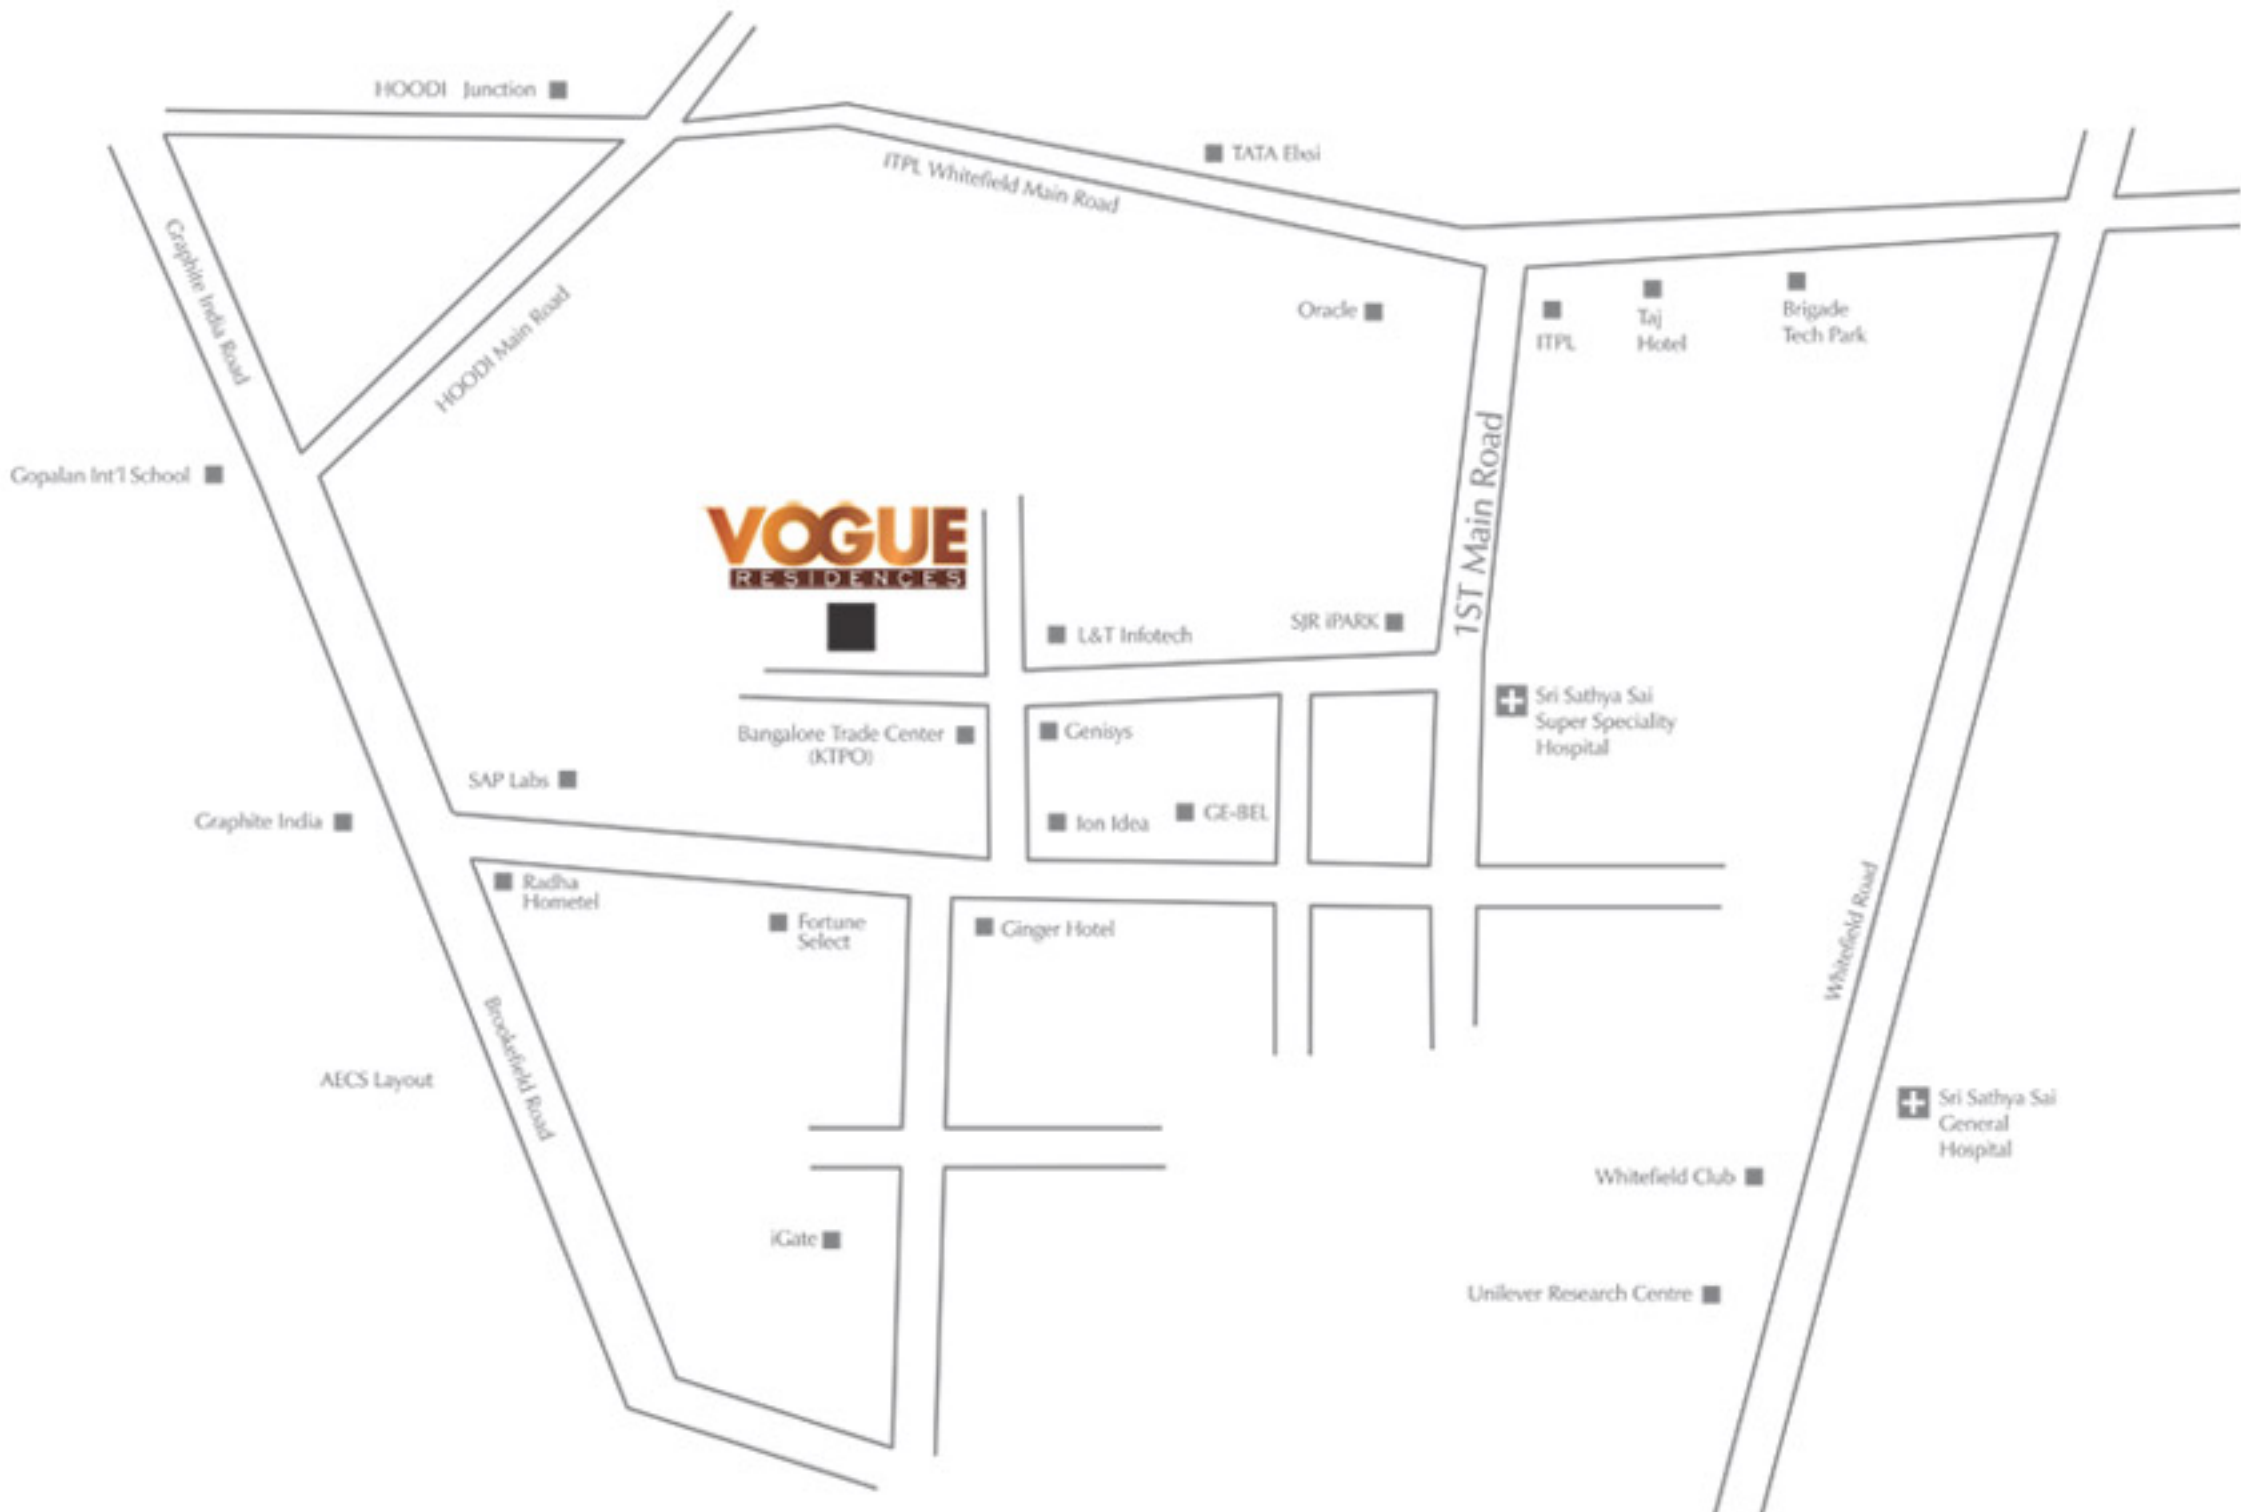 HOODI Junction
TATA Elxsi
ITPL Whitefield Main Road
Graphite India Road
HOODI Main Road
Oracle
ITPL
Taj
Hotel
Brigade
Tech Park
Gopalan Int'l School
1ST Main Road
VOGUE
RESIDENCES
L&T Infotech
SJR iPARK
Sri Sathya Sai
Super Speciality
Hospital
Bangalore Trade Center
(KTPO)
Genisys
SAP Labs
Graphite India
Ion Idea
GE-BEL
Radha
Hometel
Fortune
Select
Ginger Hotel
Whitefield Road
Brookefield Road
AECS Layout
Sri Sathya Sai
General
Hospital
Whitefield Club
iGate
Unilever Research Centre